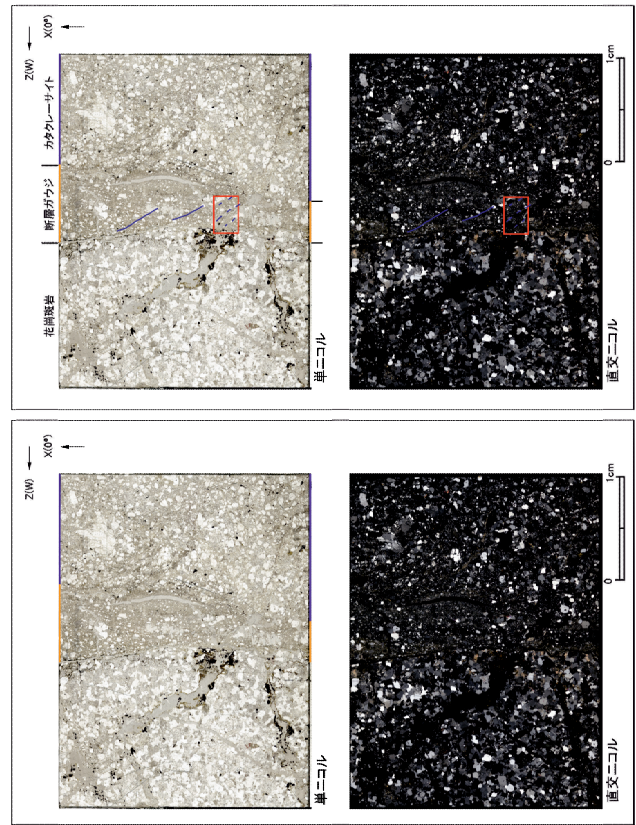 Z(W)
X(0°)
カタクレーサイト
断層ガウジ
花崗斑岩
単ニコル
1cm
0
直交ニコル
Z(W)
X(0°)
単ニコル
1cm
0
直交ニコル